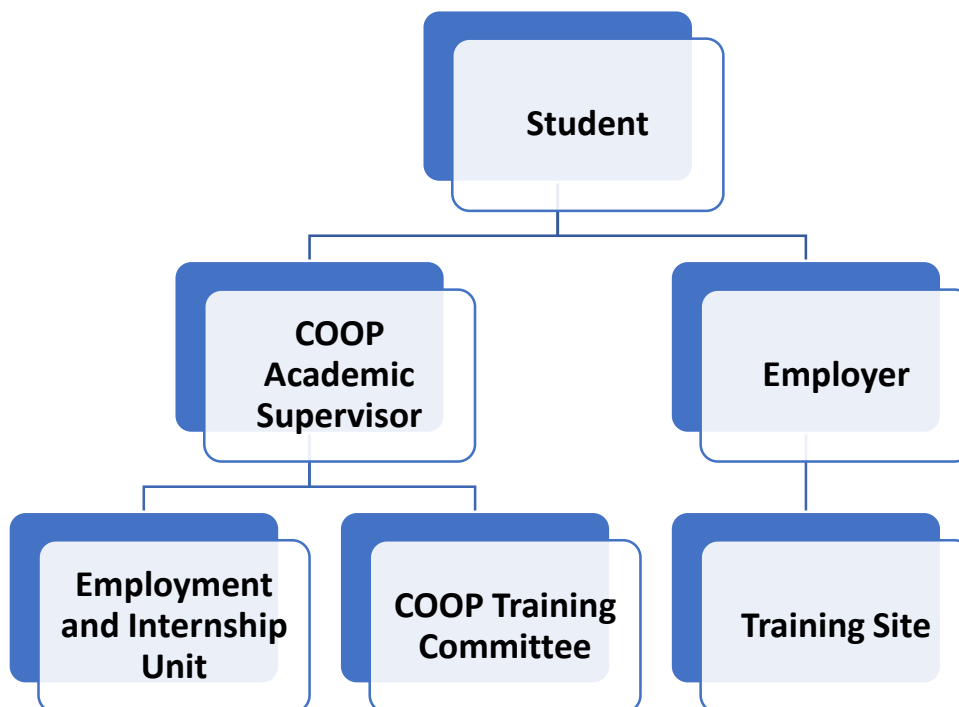 Student
COOP
Academic
Supervisor
Employer
Employment
and Internship
Unit
COOP Training
Committee
Training Site